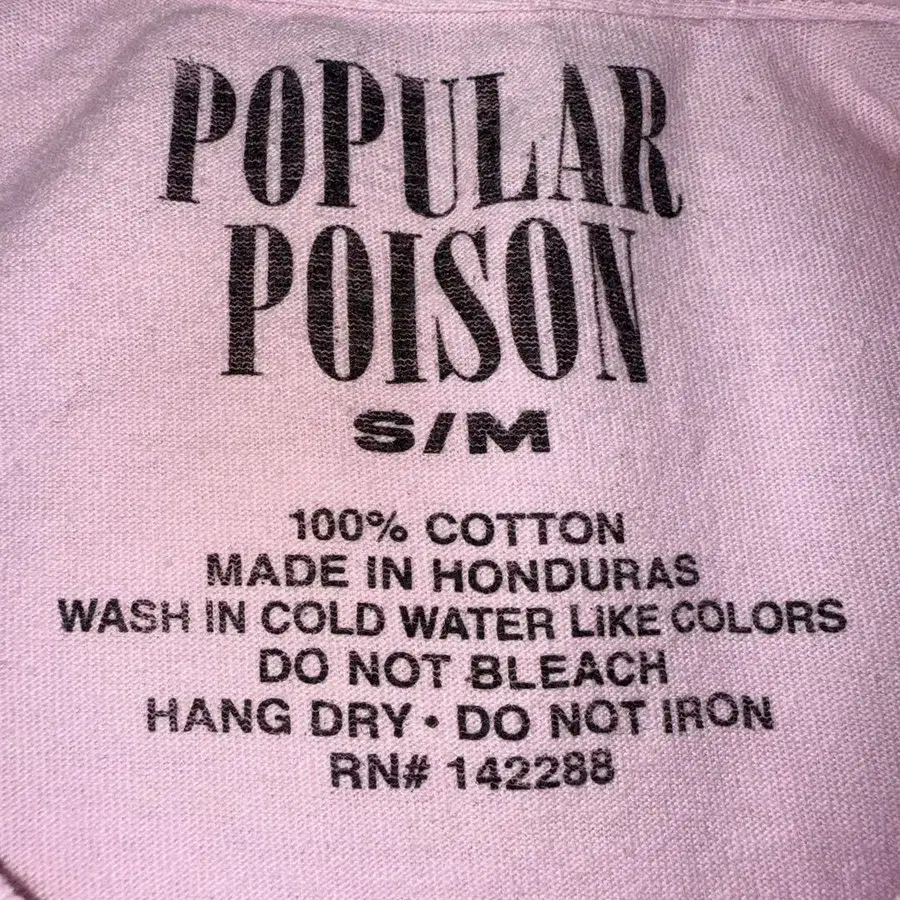 POPULAR
POISON
S/M
100% COTTON
MADE IN HONDURAS
WASH IN COLD WATER LIKE COLORS
DO NOT BLEACH
HANG DRY • DO NOT IRON
RN# 142288